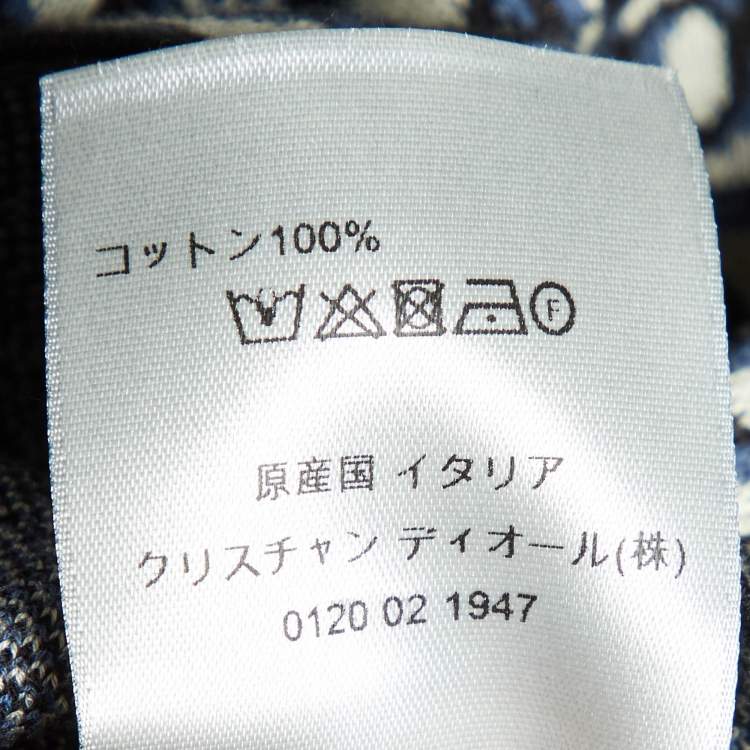 コットン100%
F
原産国 イタリア
クリスチャン ディオール(株)
0120 02 1947